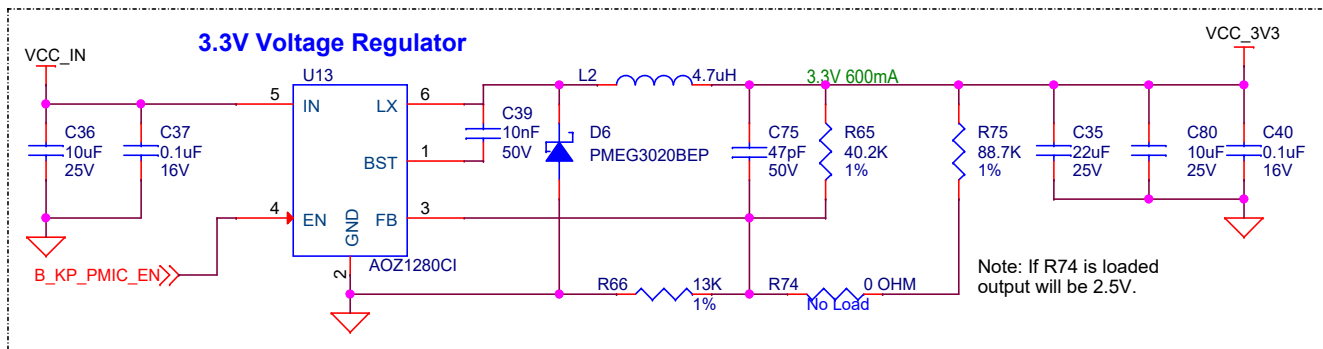 3.3V Voltage Regulator
VCC_IN
VCC_3V3
U13
L2
4.7uH
3.3V 600mA
5
IN
LX
6
C36
10uF
25V
C37
0.1uF
16V
C39
10nF
50V
BST
1
D6
PMEG3020BEP
C75
47pF
50V
R65
40.2K
1%
R75
88.7K
1%
C35
22uF
25V
C80
10uF
25V
C40
0.1uF
16V
4
EN
GND
FB
3
2
AOZ1280CI
B_KP_PMIC_EN
R66
13K
1%
R74
0 OHM
No Load
Note: If R74 is loaded
output will be 2.5V.